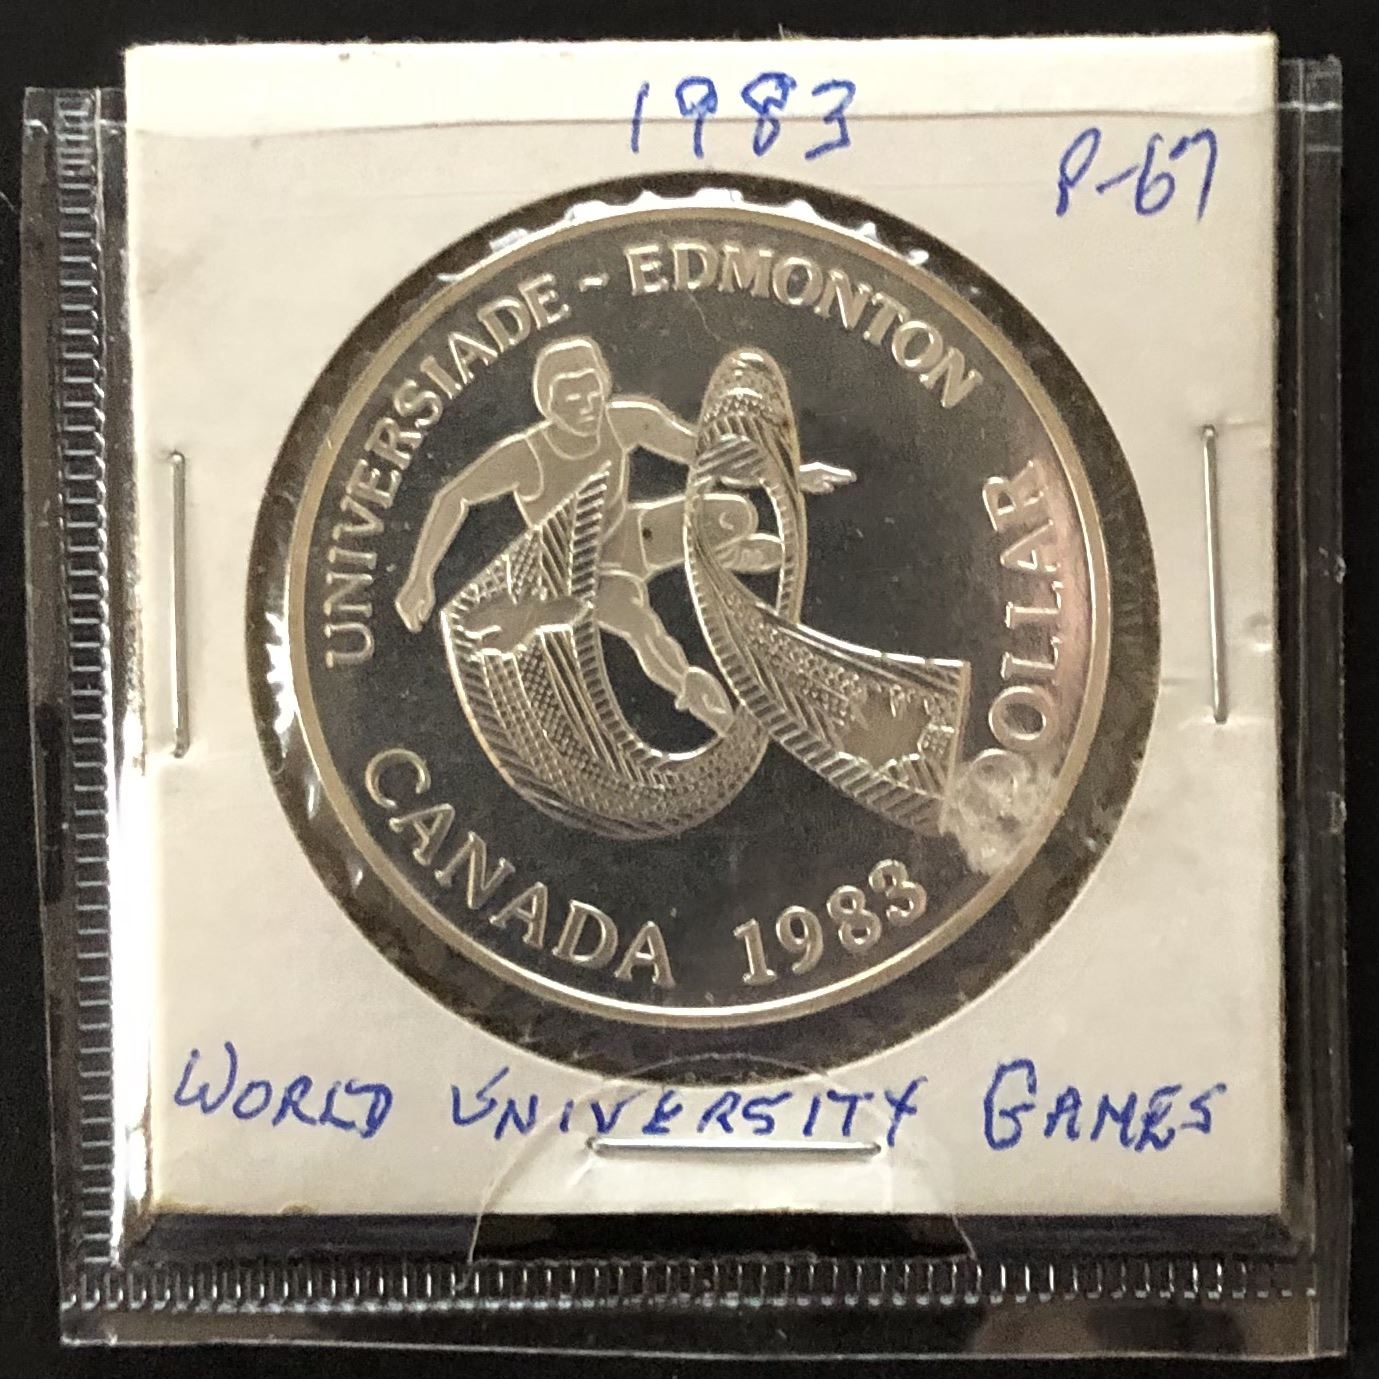 1983
P-67
UNIVERSIADE - EDMONTON
DOLLAR
CANADA 1983
WORLD UNIVERSITY GAMES